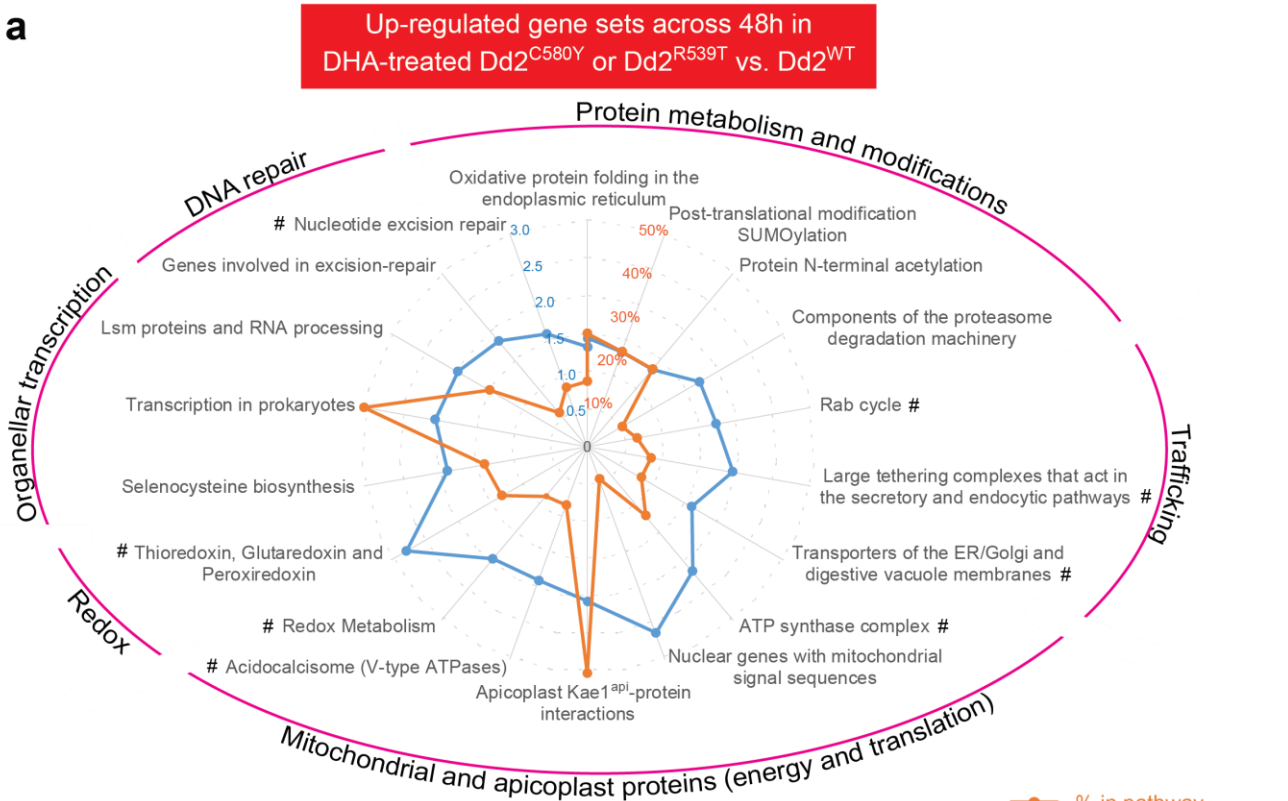 a
Up-regulated gene sets across 48h in
DHA-treated Dd2C580Y or Dd2R539T vs. Dd2WT
Protein metabolism and modifications
DNA repair
Oxidative protein folding in the
endoplasmic reticulum
# Nucleotide excision repair
Post-translational modification
SUMOylation
Genes involved in excision-repair
Protein N-terminal acetylation
Organellar transcription
Lsm proteins and RNA processing
Components of the proteasome
degradation machinery
Transcription in prokaryotes
Rab cycle #
Trafficking
Selenocysteine biosynthesis
Large tethering complexes that act in
the secretory and endocytic pathways #
# Thioredoxin, Glutaredoxin and
Peroxiredoxin
Transporters of the ER/Golgi and
digestive vacuole membranes #
Redox
# Redox Metabolism
ATP synthase complex #
# Acidocalcisome (V-type ATPases)
Nuclear genes with mitochondrial
signal sequences
Apicoplast Kae1api-protein
interactions
Mitochondrial and apicoplast proteins (energy and translation)
3.0
2.5
2.0
1.5
1.0
0.5
0
50%
40%
30%
20%
10%
% in pathway